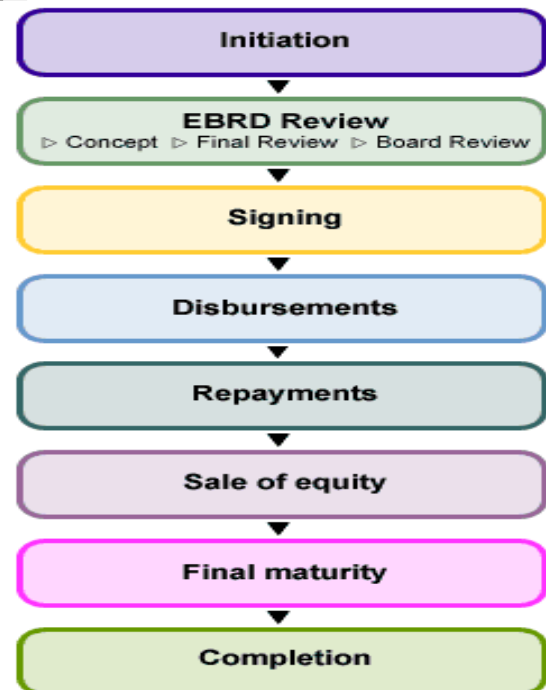 Initiation
EBRD Review
▷ Concept ▷ Final Review ▷ Board Review
Signing
Disbursements
Repayments
Sale of equity
Final maturity
Completion